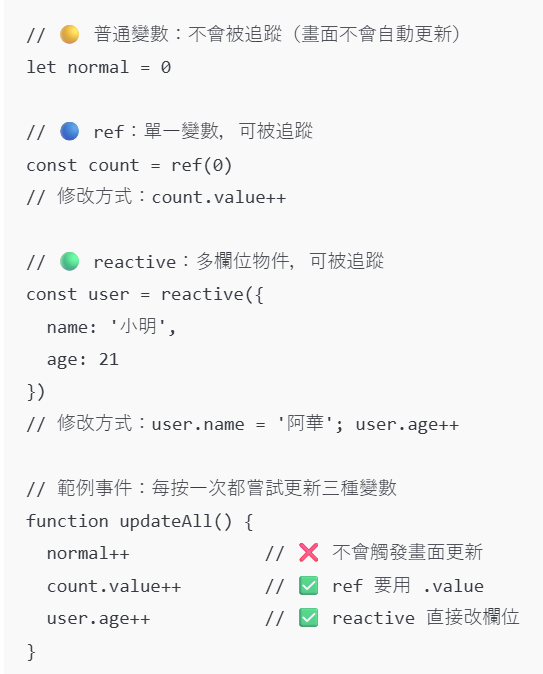 // 🟡 普通變數：不會被追蹤（畫面不會自動更新）
let normal = 0
// 🔵 ref：單一變數，可被追蹤
const count = ref(0)
// 修改方式：count.value++
// 🟢 reactive：多欄位物件，可被追蹤
const user = reactive({
  name: '小明',
  age: 21
})
// 修改方式：user.name = '阿華'; user.age++
// 範例事件：每按一次都嘗試更新三種變數
function updateAll() {
  normal++             // ❌ 不會觸發畫面更新
  count.value++        // ✅ ref 要用 .value
  user.age++           // ✅ reactive 直接改欄位
}